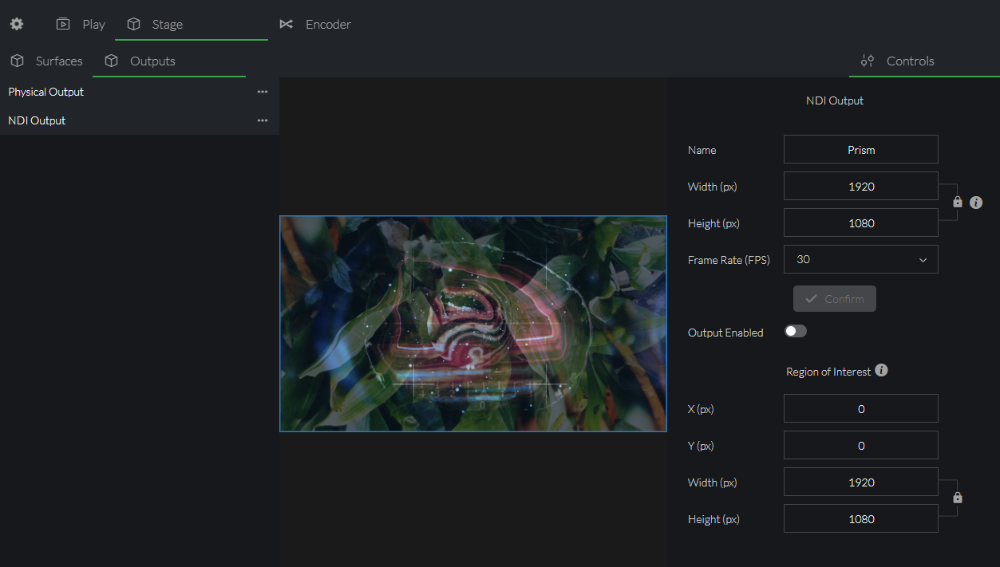 Play
Stage
Encoder
Surfaces
Outputs
Controls
Physical Output
NDI Output
NDI Output
Name
Prism
Width (px)
1920
Height (px)
1080
Frame Rate (FPS)
30
Confirm
Output Enabled
Region of Interest
X (px)
0
Y (px)
0
Width (px)
1920
Height (px)
1080